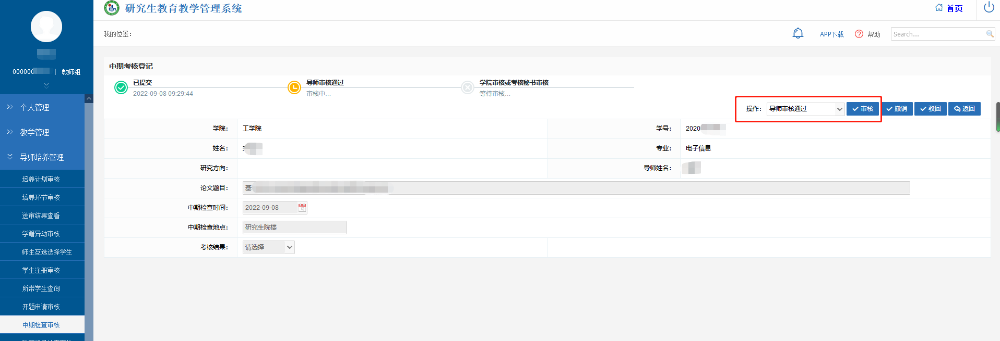 研究生教育教学管理系统
首页
我的位置：
APP下载
帮助
Search...
000000
教师组
个人管理
教学管理
导师培养管理
培养计划审核
培养环节审核
送审结果查看
学籍异动审核
师生互选选择学生
学生注册审核
所带学生查询
开题申请审核
中期检查审核
中期考核登记
已提交
2022-09-08 09:29:44
导师审核通过
审核中...
学院审核或考核秘书审核
等待审核...
操作： 导师审核通过 审核 撤销 驳回 返回
学院： 工学院 学号： 2020
姓名： 专业： 电子信息
研究方向： 导师姓名：
论文题目： 基
中期检查时间： 2022-09-08
中期检查地点： 研究生院楼
考核结果： 请选择